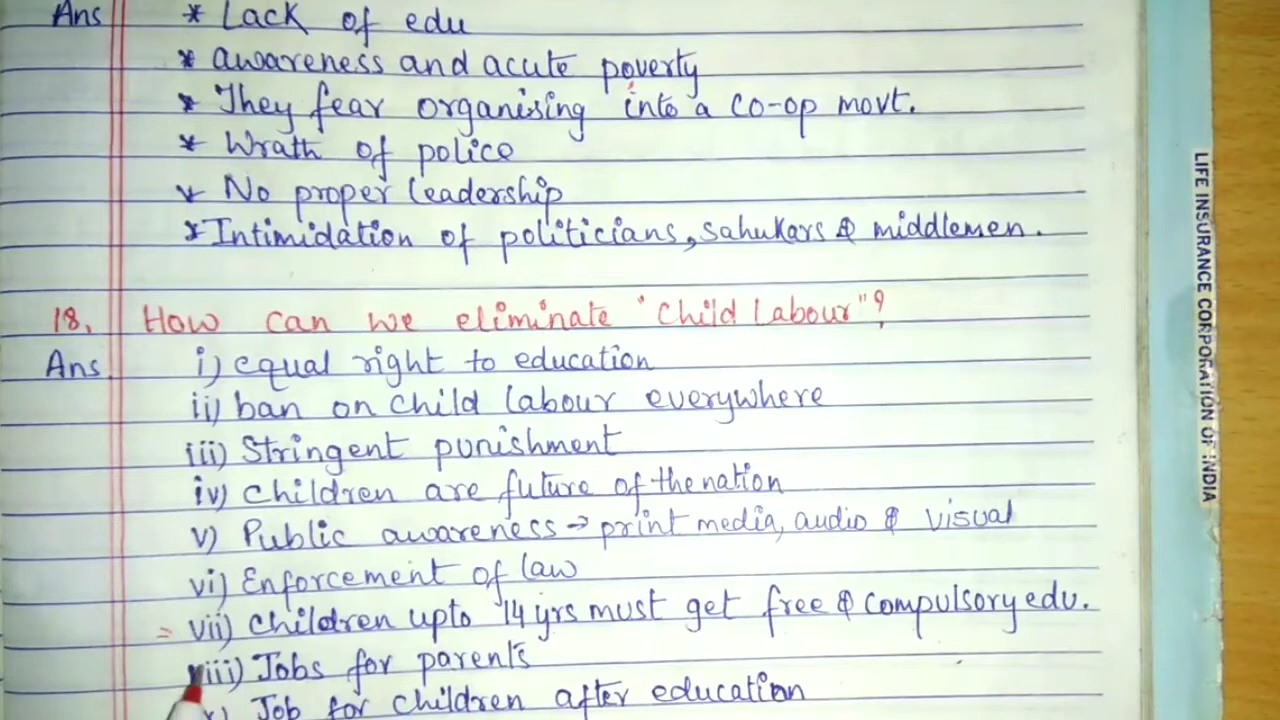 Ans * Lack of edu
* awareness and acute poverty
* They fear organising into a co-op movt.
* Wrath of police
* No proper leadership
* Intimidation of politicians, sahukars & middlemen.
18. How can we eliminate "Child Labour"?
Ans i) equal right to education
ii) ban on child labour everywhere
iii) Stringent punishment
iv) children are future of the nation
v) Public awareness → print media, audio & visual
vi) Enforcement of law
= vii) children upto 14 yrs must get free & compulsory edu.
viii) Jobs for parents
Job for children after education
LIFE INSURANCE CORPORATION OF INDIA